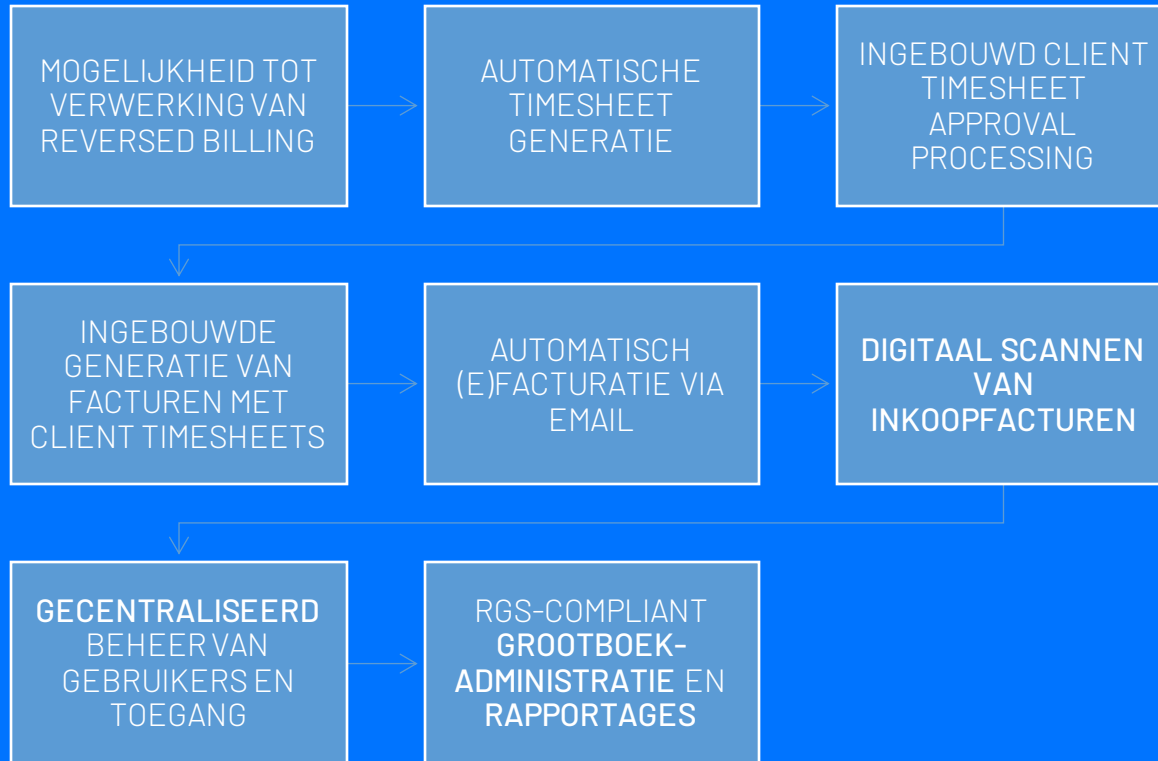 MOGELIJKHEID TOT
VERWERKING VAN
REVERSED BILLING
AUTOMATISCHE
TIMESHEET
GENERATIE
INGEBOUWD CLIENT
TIMESHEET
APPROVAL
PROCESSING
INGEBOUWDE
GENERATIE VAN
FACTUREN MET
CLIENT TIMESHEETS
AUTOMATISCH
(E)FACTURATIE VIA
EMAIL
DIGITAAL SCANNEN
VAN
INKOOPFACTUREN
GECENTRALISEERD
BEHEER VAN
GEBRUIKERS EN
TOEGANG
RGS-COMPLIANT
GROOTBOEK-
ADMINISTRATIE EN
RAPPORTAGES